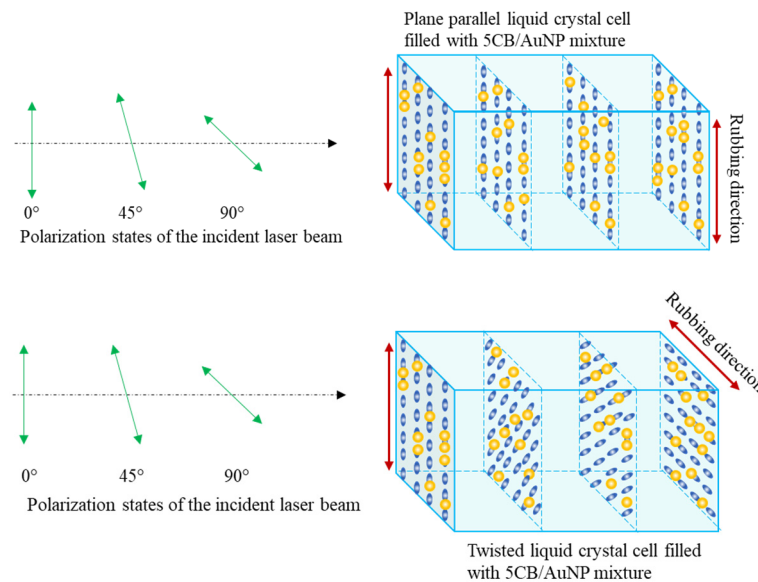 Plane parallel liquid crystal cell
filled with 5CB/AuNP mixture
0°
45°
90°
Polarization states of the incident laser beam
Rubbing direction
Rubbing direction
0°
45°
90°
Polarization states of the incident laser beam
Twisted liquid crystal cell filled
with 5CB/AuNP mixture